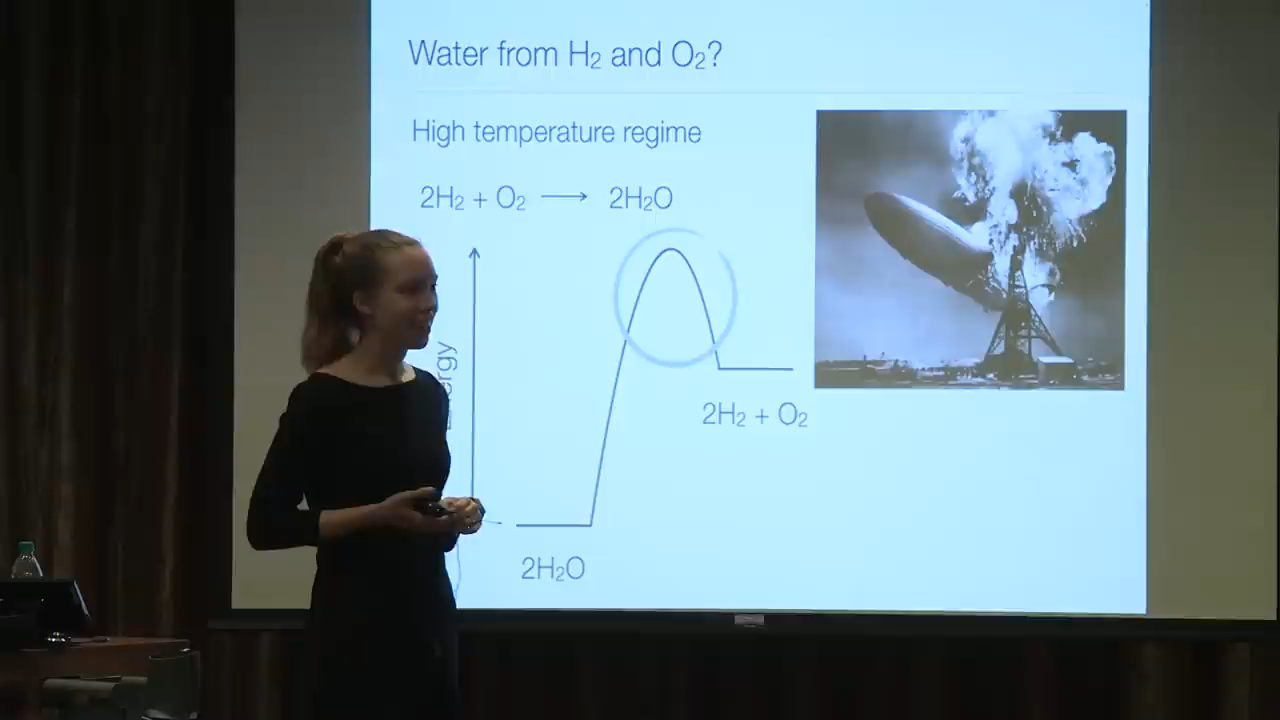 Water from H₂ and O₂?
High temperature regime
2H₂ + O₂ ⟶ 2H₂O
2H₂ + O₂
2H₂O